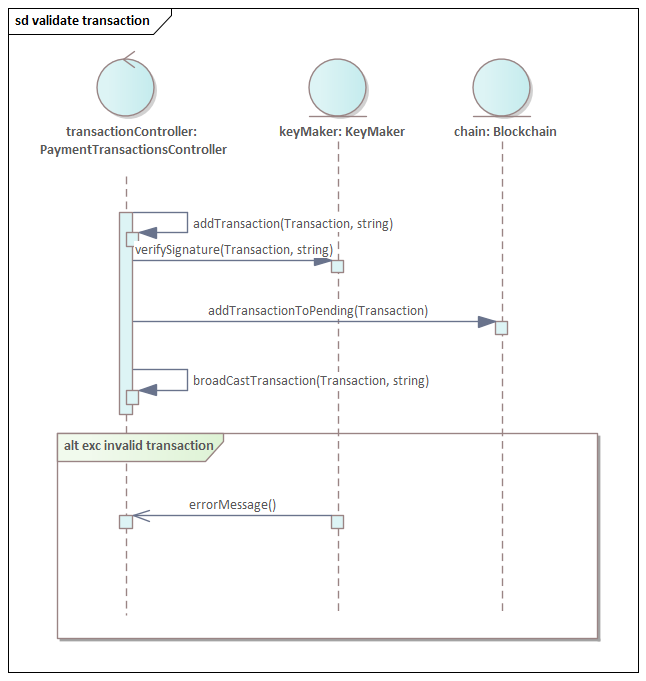 sd validate transaction
transactionController:
PaymentTransactionsController
keyMaker: KeyMaker
chain: Blockchain
addTransaction(Transaction, string)
verifySignature(Transaction, string)
addTransactionToPending(Transaction)
broadCastTransaction(Transaction, string)
alt exc invalid transaction
errorMessage()